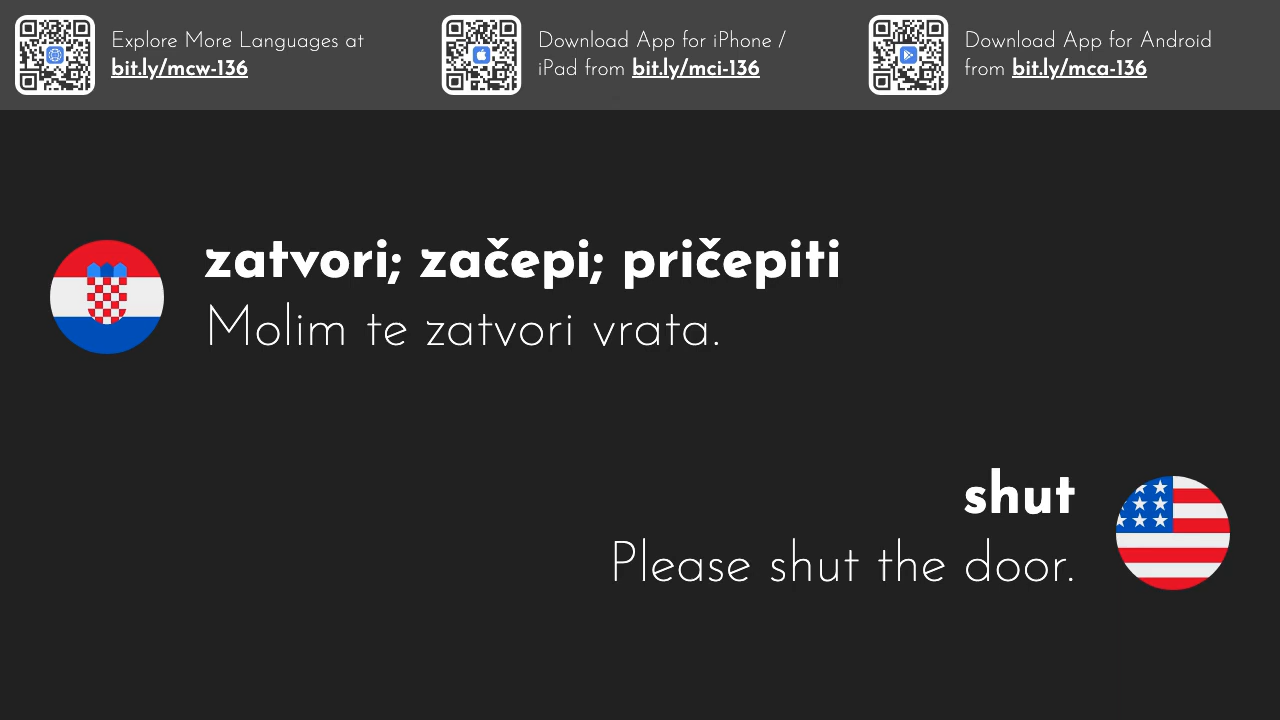 Explore More Languages at
bit.ly/mcw-136
Download App for iPhone /
iPad from bit.ly/mci-136
Download App for Android
from bit.ly/mca-136
zatvori; začepi; pričepiti
Molim te zatvori vrata.
shut
Please shut the door.